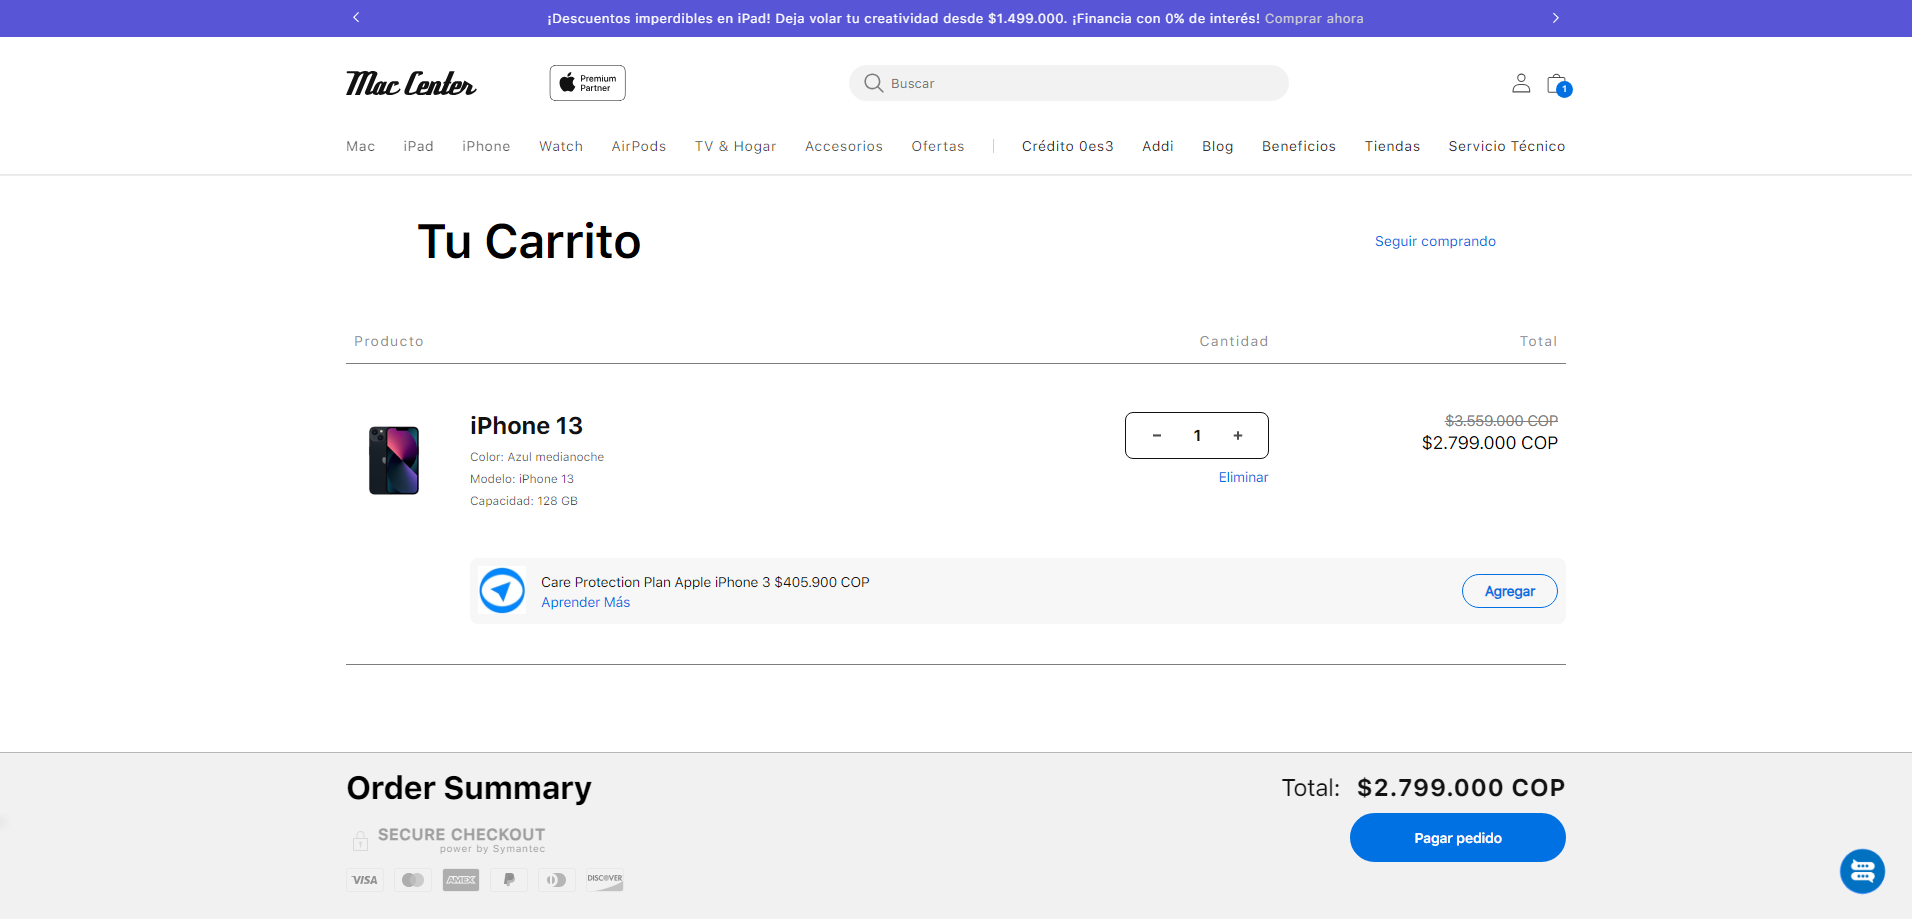 ¡Descuentos imperdibles en iPad! Deja volar tu creatividad desde $1.499.000. ¡Financia con 0% de interés! Comprar ahora
Mac Center
Premium
Partner
Buscar
1
Mac iPad iPhone Watch AirPods TV & Hogar Accesorios Ofertas Crédito 0es3 Addi Blog Beneficios Tiendas Servicio Técnico
Tu Carrito
Seguir comprando
Producto Cantidad Total
iPhone 13
Color: Azul medianoche
Modelo: iPhone 13
Capacidad: 128 GB
− 1 +
Eliminar
$3.559.000 COP
$2.799.000 COP
Care Protection Plan Apple iPhone 3 $405.900 COP
Aprender Más
Agregar
Order Summary
Total: $2.799.000 COP
SECURE CHECKOUT
power by Symantec
Pagar pedido
VISA AMEX DISCOVER